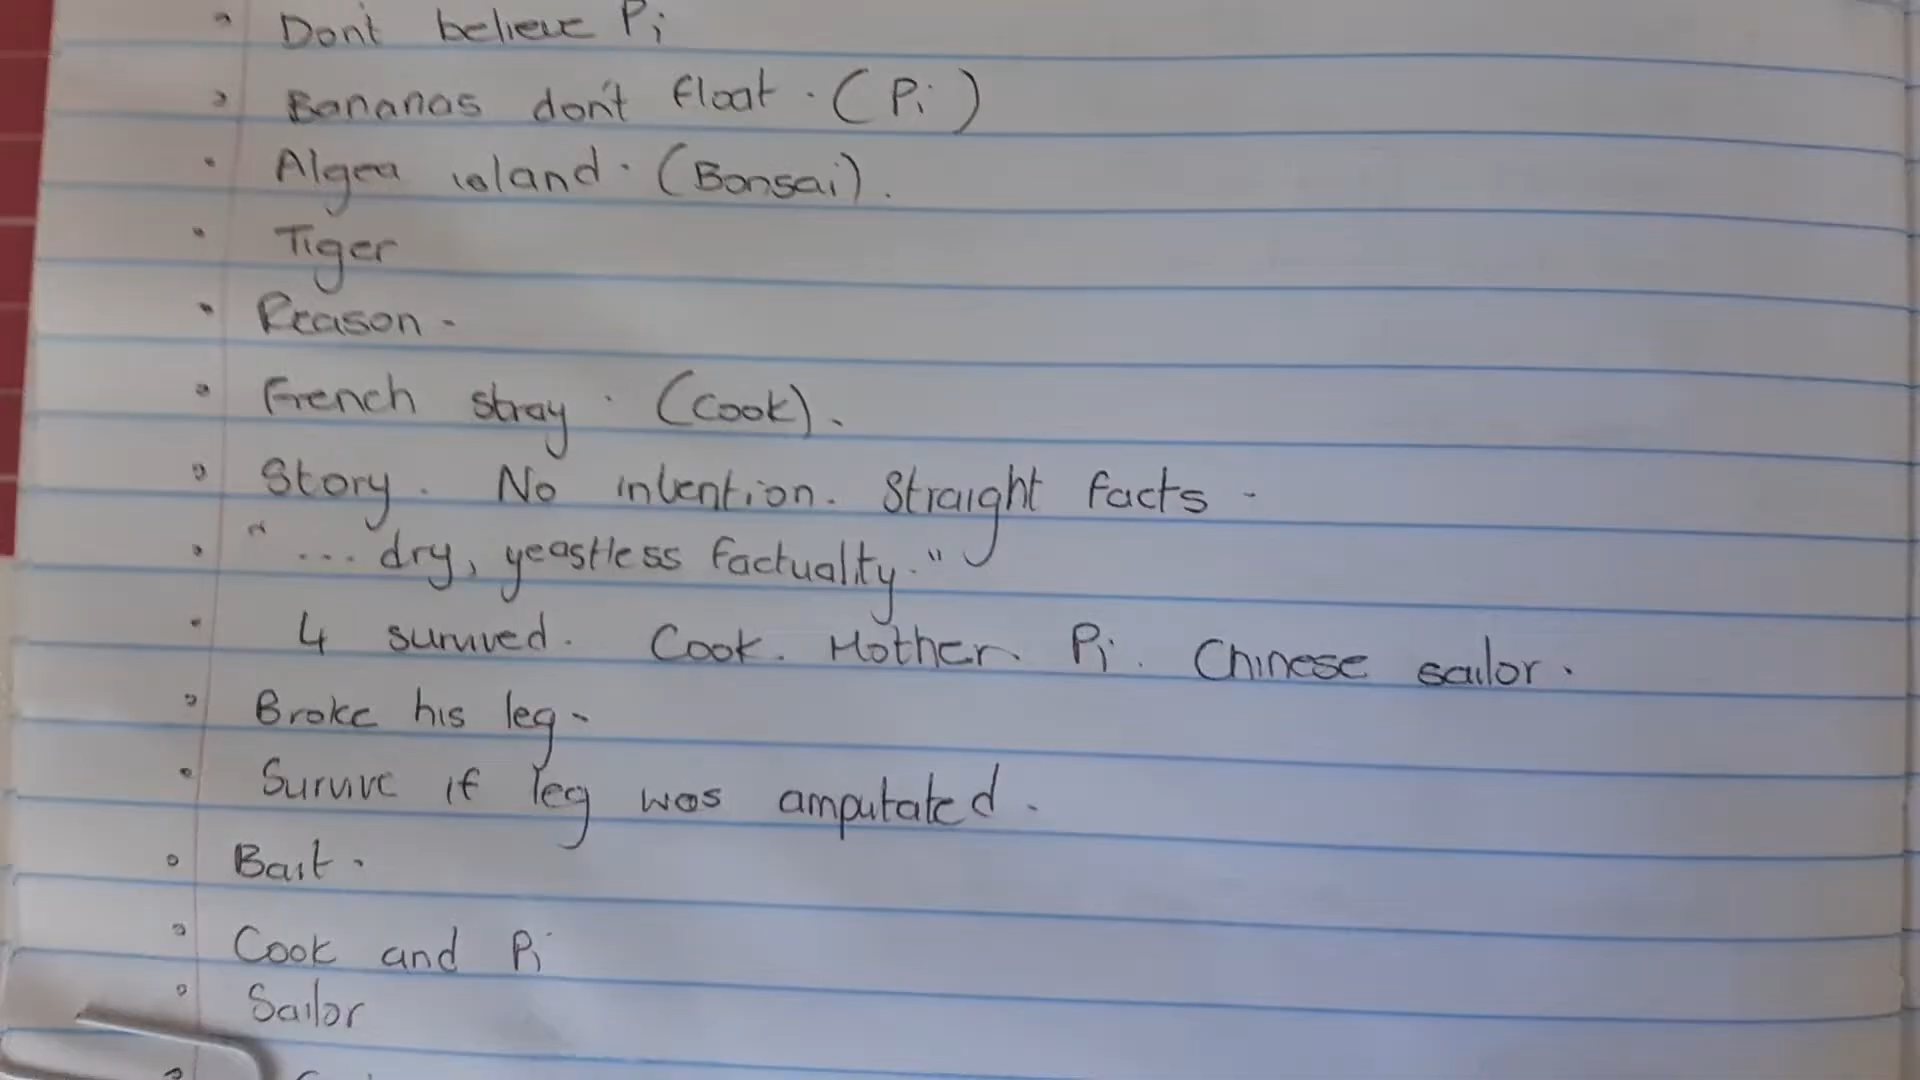 • Don't believe Pi
• Bananas don't float. (Pi)
• Algea island. (Bonsai).
• Tiger
• Reason -
• French stray. (Cook).
• Story. No intention. Straight facts -
• "... dry, yeastless factuality."
• 4 survived. Cook. Mother. Pi. Chinese sailor.
• Broke his leg -
• Survive if leg was amputated.
• Bait.
• Cook and Pi
• Sailor